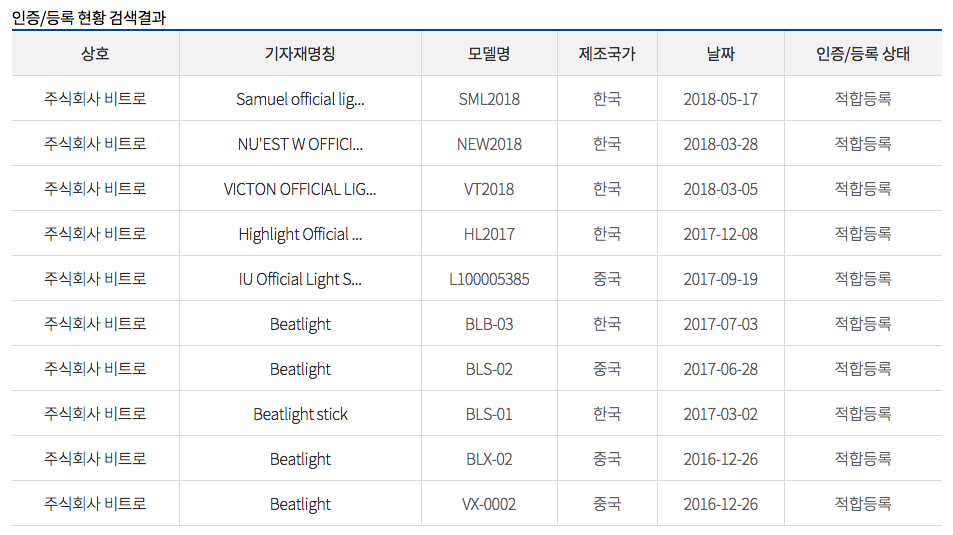 인증/등록 현황 검색결과
상호 기자재명칭 모델명 제조국가 날짜 인증/등록 상태
주식회사 비트로 Samuel official lig... SML2018 한국 2018-05-17 적합등록
주식회사 비트로 NU'EST W OFFICI... NEW2018 한국 2018-03-28 적합등록
주식회사 비트로 VICTON OFFICIAL LIG... VT2018 한국 2018-03-05 적합등록
주식회사 비트로 Highlight Official ... HL2017 한국 2017-12-08 적합등록
주식회사 비트로 IU Official Light S... L100005385 중국 2017-09-19 적합등록
주식회사 비트로 Beatlight BLB-03 한국 2017-07-03 적합등록
주식회사 비트로 Beatlight BLS-02 중국 2017-06-28 적합등록
주식회사 비트로 Beatlight stick BLS-01 한국 2017-03-02 적합등록
주식회사 비트로 Beatlight BLX-02 중국 2016-12-26 적합등록
주식회사 비트로 Beatlight VX-0002 중국 2016-12-26 적합등록